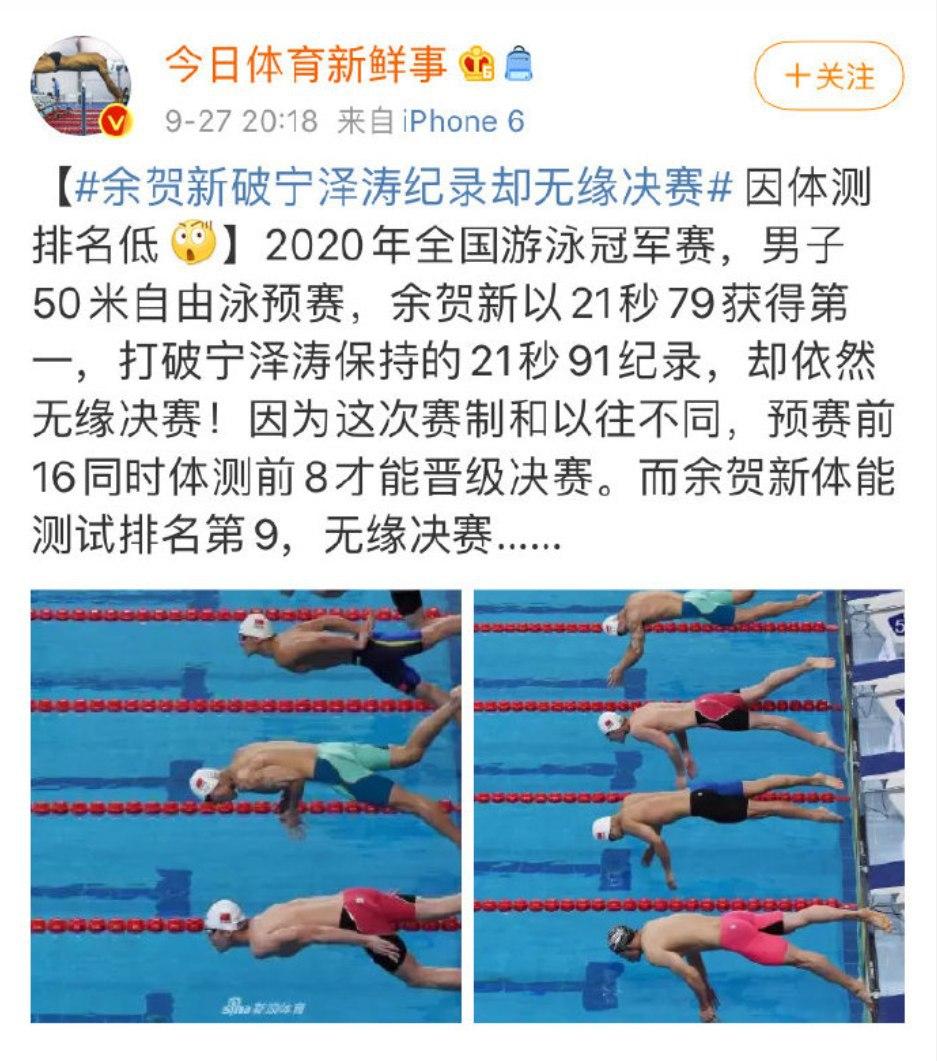 今日体育新鲜事
+关注
9-27 20:18 来自 iPhone 6
【#余贺新破宁泽涛纪录却无缘决赛# 因体测
排名低】2020年全国游泳冠军赛，男子
50米自由泳预赛，余贺新以21秒79获得第
一，打破宁泽涛保持的21秒91纪录，却依然
无缘决赛！因为这次赛制和以往不同，预赛前
16同时体测前8才能晋级决赛。而余贺新体能
测试排名第9，无缘决赛……
5
sina 新浪体育